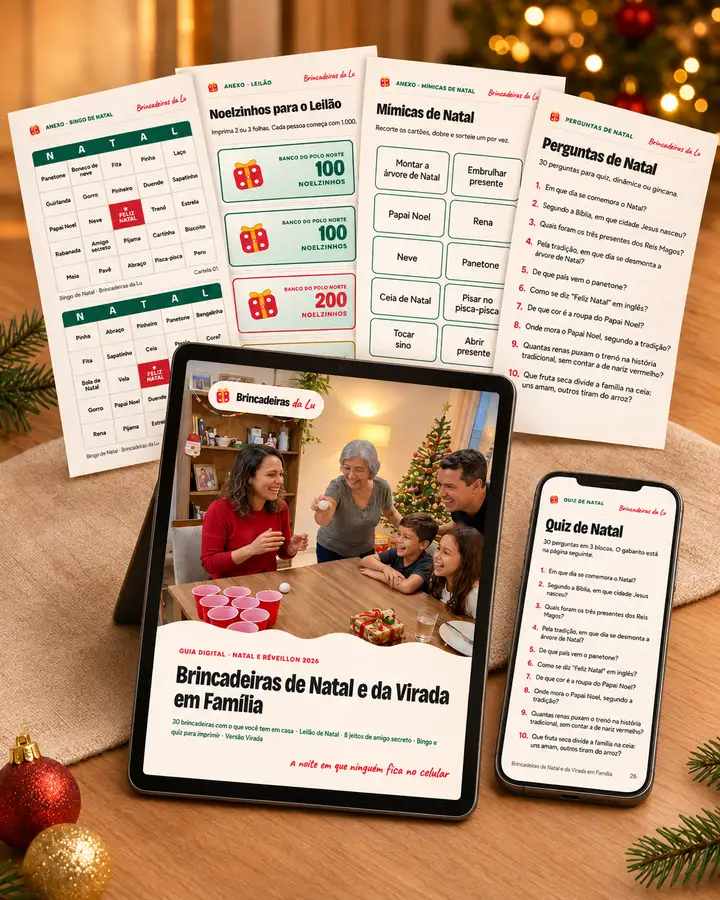 ANEXO · BINGO DE NATAL
Brincadeiras da Lu
N A T A L
Panetone Boneco de neve Fita Pinha Laço
Guirlanda Gorro Pinheiro Duende Sapatinho
Papai Noel Neve FELIZ NATAL Trenó Estrela
Rabanada Amigo secreto Pijama Cartinha Biscoito
Meia Pavê Abraço Pisca-pisca Peru
Bingo de Natal · Brincadeiras da Lu
Cartela 01
N A T A L
Pinha Abraço Pinheiro Panetone Bengalinha
Fita Sapatinho Ceia
Bola de Natal Vela FELIZ NATAL
Gorro Papai Noel Duende
Rena Pijama
Bingo de Natal · Brincadeiras da Lu
ANEXO · LEILÃO
Brincadeiras da Lu
Noelzinhos para o Leilão
Imprima 2 ou 3 folhas. Cada pessoa começa com 1.000.
BANCO DO POLO NORTE
100
NOELZINHOS
BANCO DO POLO NORTE
100
NOELZINHOS
BANCO DO POLO NORTE
200
NOELZINHOS
ANEXO · MÍMICAS DE NATAL
Brincadeiras da Lu
Mímicas de Natal
Recorte os cartões, dobre e sorteie um por vez.
Montar a árvore de Natal
Embrulhar presente
Papai Noel
Rena
Neve
Panetone
Ceia de Natal
Pisar no pisca-pisca
Tocar sino
Abrir presente
PERGUNTAS DE NATAL
Brincadeiras da Lu
Perguntas de Natal
30 perguntas para quiz, dinâmica ou gincana.
1. Em que dia se comemora o Natal?
2. Segundo a Bíblia, em que cidade Jesus nasceu?
3. Quais foram os três presentes dos Reis Magos?
4. Pela tradição, em que dia se desmonta a
árvore de Natal?
5. De que país vem o panetone?
6. Como se diz "Feliz Natal" em inglês?
7. De que cor é a roupa do Papai Noel?
8. Onde mora o Papai Noel, segundo a tradição?
9. Quantas renas puxam o trenó na história
tradicional, sem contar a de nariz vermelho?
10. Que fruta seca divide a família na ceia:
uns amam, outros tiram do arroz?
Brincadeiras da Lu
GUIA DIGITAL · NATAL E RÉVEILLON 2026
Brincadeiras de Natal e da Virada
em Família
30 brincadeiras com o que você tem em casa · Leilão de Natal · 8 jeitos de amigo secreto · Bingo e
quiz para imprimir · Versão Virada
A noite em que ninguém fica no celular
QUIZ DE NATAL
Brincadeiras da Lu
Quiz de Natal
30 perguntas em 3 blocos. O gabarito está
na página seguinte.
1. Em que dia se comemora o Natal?
2. Segundo a Bíblia, em que cidade Jesus
nasceu?
3. Quais foram os três presentes dos Reis
Magos?
4. Pela tradição, em que dia se desmonta a
árvore de Natal?
5. De que país vem o panetone?
6. Como se diz "Feliz Natal" em inglês?
7. De que cor é a roupa do Papai Noel?
8. Onde mora o Papai Noel, segundo a
tradição?
9. Quantas renas puxam o trenó na história
tradicional, sem contar a de nariz vermelho?
10. Que fruta seca divide a família na ceia:
uns amam, outros tiram do arroz?
Brincadeiras de Natal e da Virada em Família
26